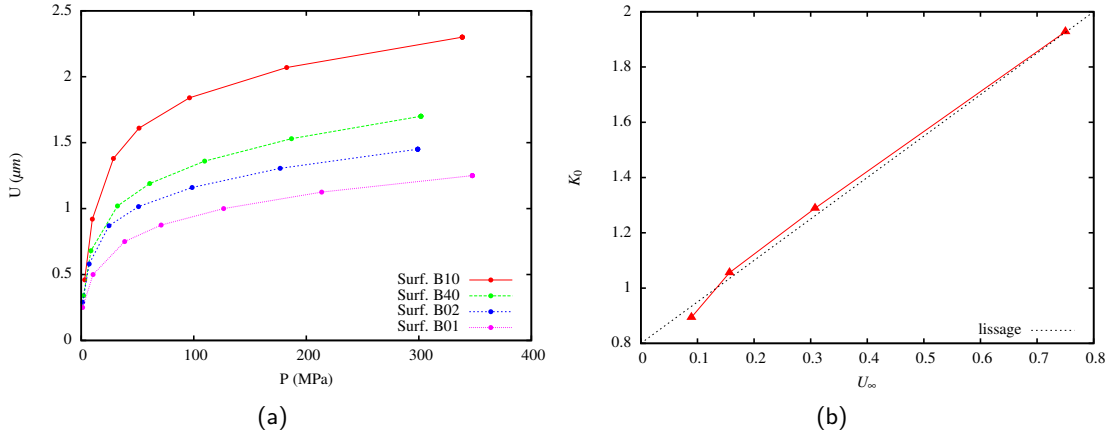 2.5
2
1.5
1
0.5
0
U (μm)
0
100
200
300
400
P (MPa)
Surf. B10
Surf. B40
Surf. B02
Surf. B01
(a)
2
1.8
1.6
1.4
1.2
1
0.8
K₀
0
0.1
0.2
0.3
0.4
0.5
0.6
0.7
0.8
U∞
lissage
(b)